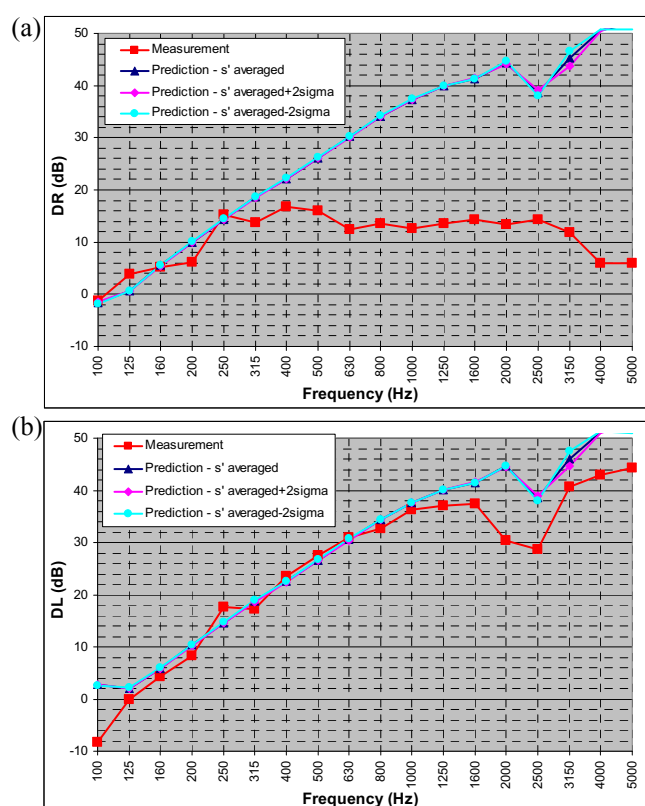 (a)
50
40
30
20
10
0
-10
DR (dB)
Measurement
Prediction - s' averaged
Prediction - s' averaged+2sigma
Prediction - s' averaged-2sigma
100 125 160 200 250 315 400 500 630 800 1000 1250 1600 2000 2500 3150 4000 5000
Frequency (Hz)
(b)
50
40
30
20
10
0
-10
DL (dB)
Measurement
Prediction - s' averaged
Prediction - s' averaged+2sigma
Prediction - s' averaged-2sigma
100 125 160 200 250 315 400 500 630 800 1000 1250 1600 2000 2500 3150 4000 5000
Frequency (Hz)